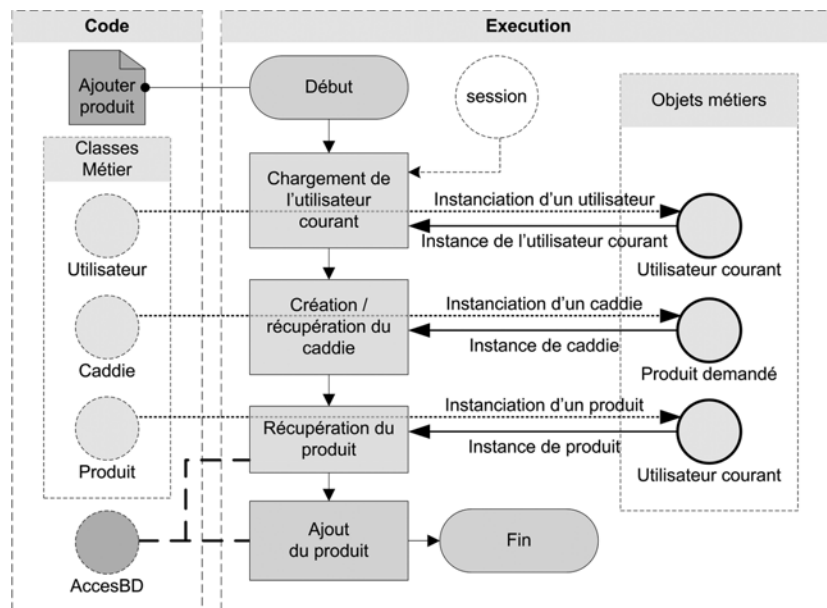 Code
Execution
Ajouter
produit
Début
session
Objets métiers
Classes
Métier
Chargement de
l'utilisateur
courant
Instanciation d'un utilisateur
Instance de l'utilisateur courant
Utilisateur
Utilisateur courant
Création /
récupération du
caddie
Instanciation d'un caddie
Instance de caddie
Caddie
Produit demandé
Récupération du
produit
Instanciation d'un produit
Instance de produit
Produit
Utilisateur courant
Ajout
du produit
Fin
AccesBD